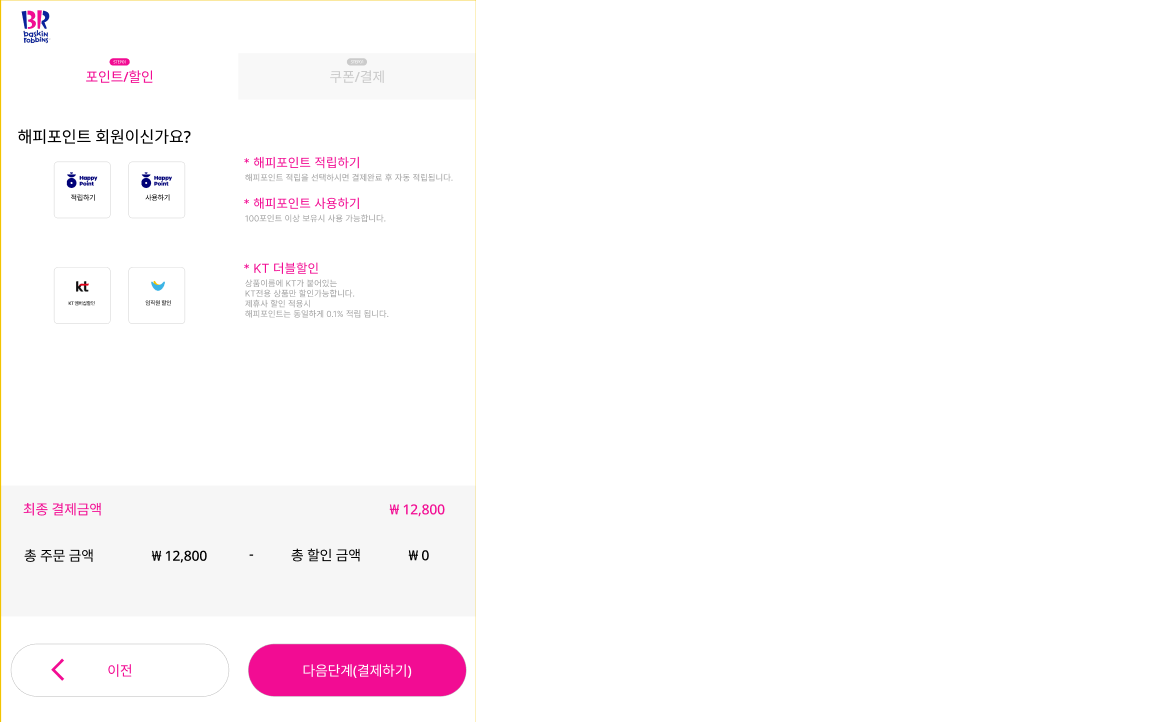 BR
baskin
robbins
포인트/할인
쿠폰/결제
해피포인트 회원이신가요?
Happy
Point
적립하기
Happy
Point
사용하기
* 해피포인트 적립하기
해피포인트 적립을 선택하시면 결제완료 후 자동 적립됩니다.
* 해피포인트 사용하기
100포인트 이상 보유시 사용 가능합니다.
kt
KT 멤버십할인
임직원 할인
* KT 더블할인
상품이름에 KT가 붙어있는
KT전용 상품만 할인가능합니다.
제휴사 할인 적용시
해피포인트는 동일하게 0.1% 적립 됩니다.
최종 결제금액 ₩ 12,800
총 주문 금액 ₩ 12,800 - 총 할인 금액 ₩ 0
이전
다음단계(결제하기)